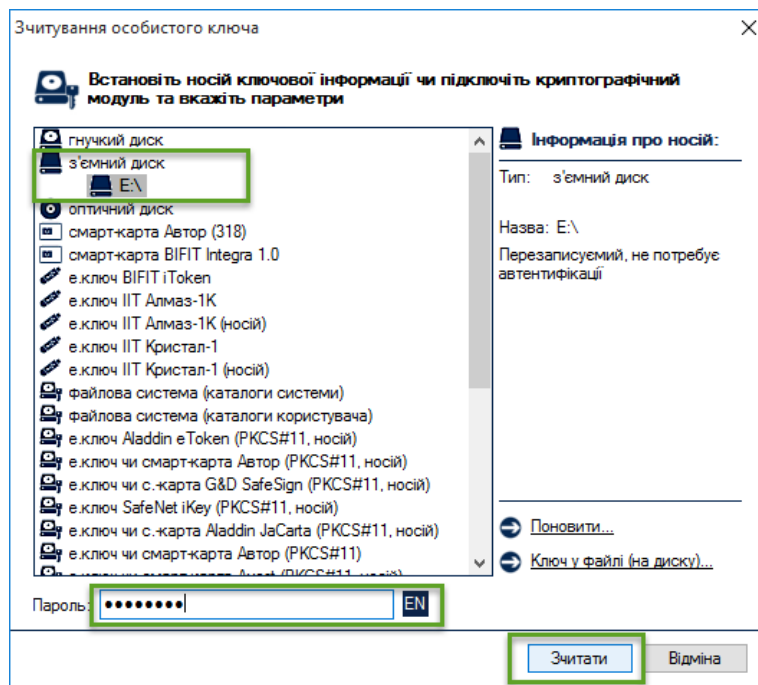 Зчитування особистого ключа
Встановіть носій ключової інформації чи підключіть криптографічний
модуль та вкажіть параметри
гнучкий диск
з'ємний диск
E:\
оптичний диск
смарт-карта Автор (318)
смарт-карта BIFIT Integra 1.0
е.ключ BIFIT iToken
е.ключ ІІТ Алмаз-1К
е.ключ ІІТ Алмаз-1К (носій)
е.ключ ІІТ Кристал-1
е.ключ ІІТ Кристал-1 (носій)
файлова система (каталоги системи)
файлова система (каталоги користувача)
е.ключ Aladdin eToken (PKCS#11, носій)
е.ключ чи смарт-карта Автор (PKCS#11, носій)
е.ключ чи с.-карта G&D SafeSign (PKCS#11, носій)
е.ключ SafeNet iKey (PKCS#11, носій)
е.ключ чи с.-карта Aladdin JaCarta (PKCS#11, носій)
е.ключ чи смарт-карта Автор (PKCS#11)
Інформація про носій:
Тип: з'ємний диск
Назва: E:\
Перезаписуємий, не потребує
автентифікації
Поновити...
Ключ у файлі (на диску)...
Пароль: ●●●●●●●● EN
Зчитати Відміна